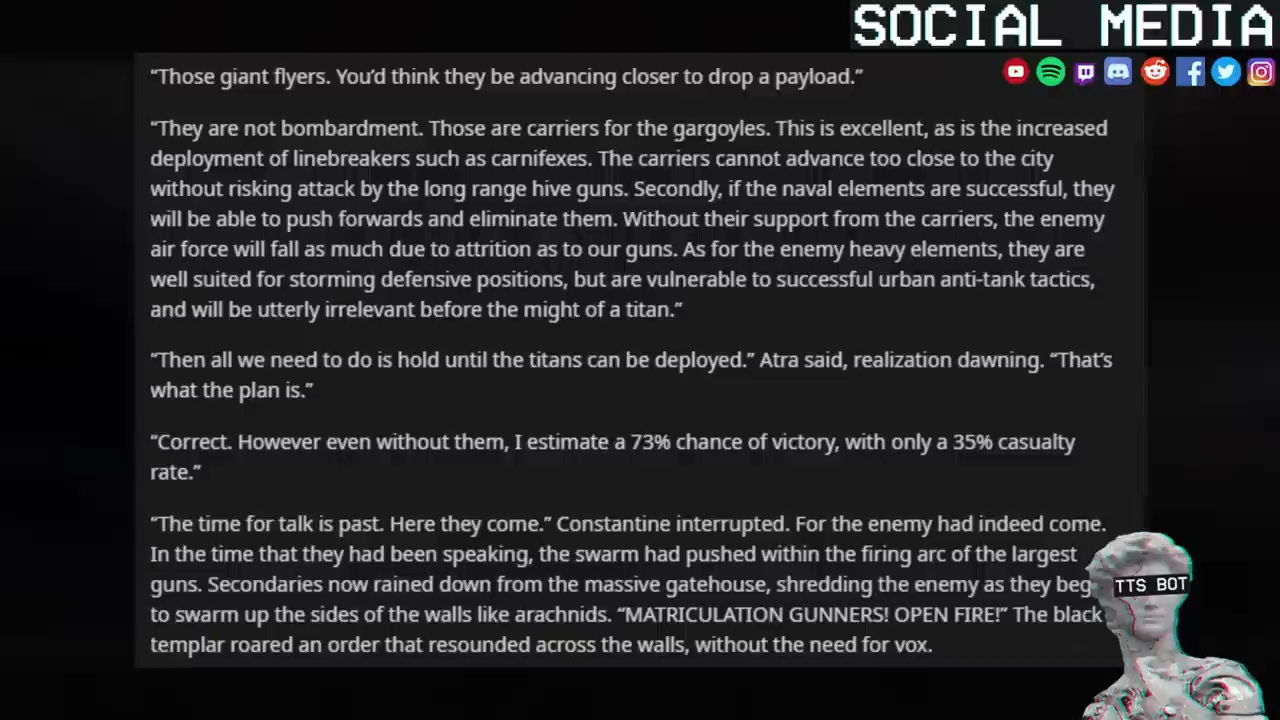 SOCIAL MEDIA
“Those giant flyers. You’d think they be advancing closer to drop a payload.”
“They are not bombardment. Those are carriers for the gargoyles. This is excellent, as is the increased
deployment of linebreakers such as carnifexes. The carriers cannot advance too close to the city
without risking attack by the long range hive guns. Secondly, if the naval elements are successful, they
will be able to push forwards and eliminate them. Without their support from the carriers, the enemy
air force will fall as much due to attrition as to our guns. As for the enemy heavy elements, they are
well suited for storming defensive positions, but are vulnerable to successful urban anti-tank tactics,
and will be utterly irrelevant before the might of a titan.”
“Then all we need to do is hold until the titans can be deployed.” Atra said, realization dawning. “That’s
what the plan is.”
“Correct. However even without them, I estimate a 73% chance of victory, with only a 35% casualty
rate.”
“The time for talk is past. Here they come.” Constantine interrupted. For the enemy had indeed come.
In the time that they had been speaking, the swarm had pushed within the firing arc of the largest
guns. Secondaries now rained down from the massive gatehouse, shredding the enemy as they beg
to swarm up the sides of the walls like arachnids. “MATRICULATION GUNNERS! OPEN FIRE!” The black
templar roared an order that resounded across the walls, without the need for vox.
TTS BOT